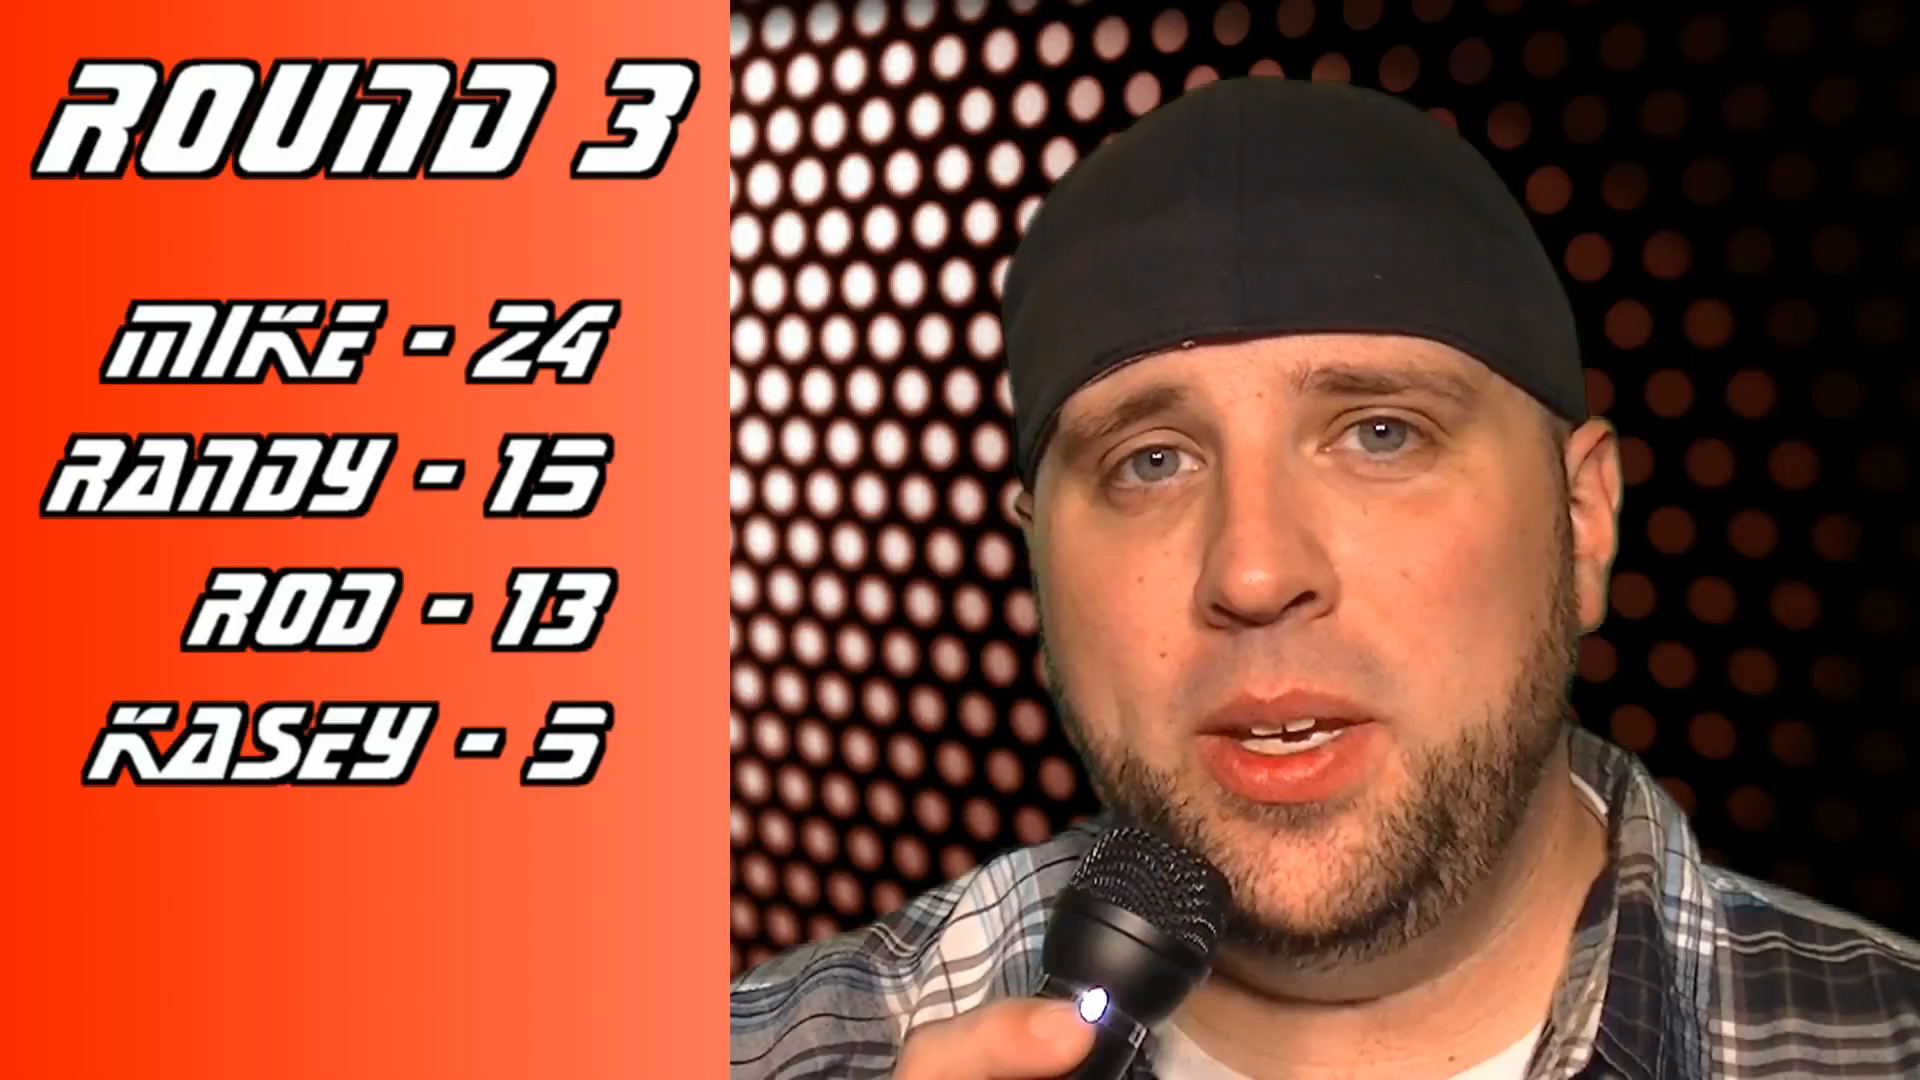 ROUND 3
MIKE - 24
RANDY - 15
ROD - 13
KASEY - 5